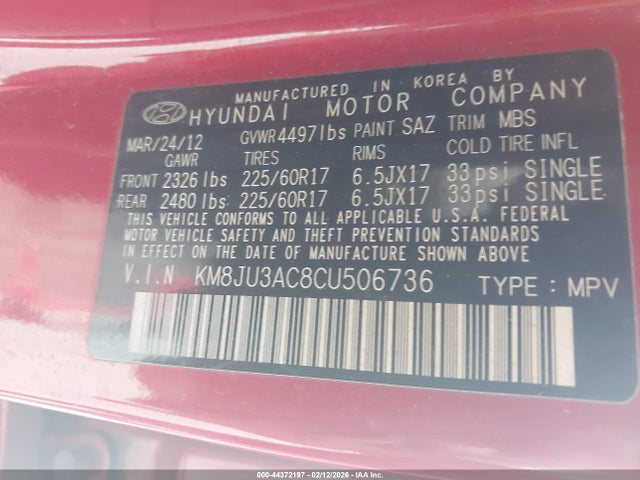 MANUFACTURED IN KOREA BY
HYUNDAI MOTOR COMPANY
MAR/24/12 GVWR 4497lbs PAINT SAZ TRIM MBS
GAWR TIRES RIMS COLD TIRE INFL
FRONT 2326 lbs 225/60R17 6.5JX17 33psi SINGLE
REAR 2480 lbs 225/60R17 6.5JX17 33psi SINGLE
THIS VEHICLE CONFORMS TO ALL APPLICABLE U.S.A. FEDERAL
MOTOR VEHICLE SAFETY AND THEFT PREVENTION STANDARDS
IN EFFECT ON THE DATE OF MANUFACTURE SHOWN ABOVE.
V.I.N KM8JU3AC8CU506736 TYPE : MPV
000-44372197 - 02/12/2026 - IAA, Inc.